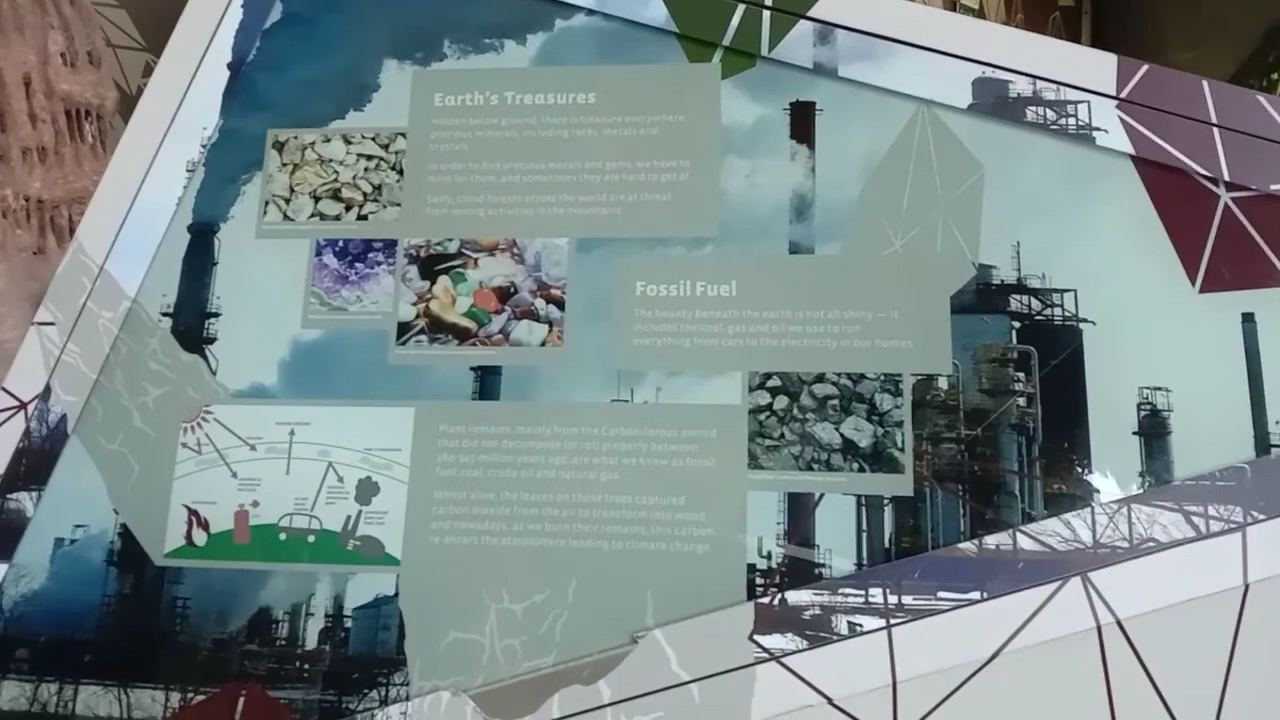 Earth's Treasures
Hidden below ground, there is treasure everywhere
precious minerals, including rocks, metals and
crystals.
In order to find precious metals and gems, we have to
mine for them, and sometimes they are hard to get at
Sadly, cloud forests across the world are at threat
from mining activities in the mountains
Fossil Fuel
The bounty beneath the earth is not all shiny — it
includes the coal, gas and oil we use to run
everything from cars to the electricity in our homes
Plant remains, mainly from the Carboniferous period
that did not decompose (or rot) properly between
million years ago, are what we know as fossil
fuel: coal, crude oil and natural gas.
Whilst alive, the leaves on those trees captured
carbon dioxide from the air to transform into wood,
and nowadays, as we burn their remains, this carbon
re-enters the atmosphere leading to climate change